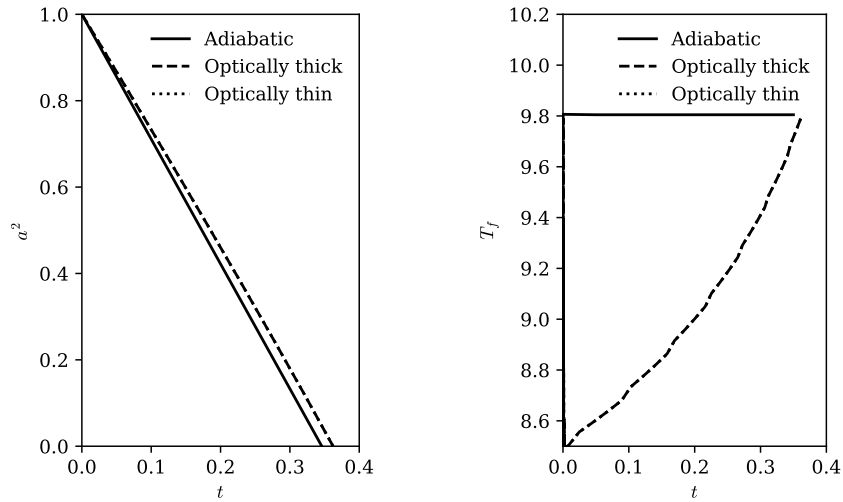 1.0
0.8
0.6
0.4
0.2
0.0
0.0 0.1 0.2 0.3 0.4
a²
t
Adiabatic
Optically thick
Optically thin
10.2
10.0
9.8
9.6
9.4
9.2
9.0
8.8
8.6
0.0 0.1 0.2 0.3 0.4
T_f
t
Adiabatic
Optically thick
Optically thin